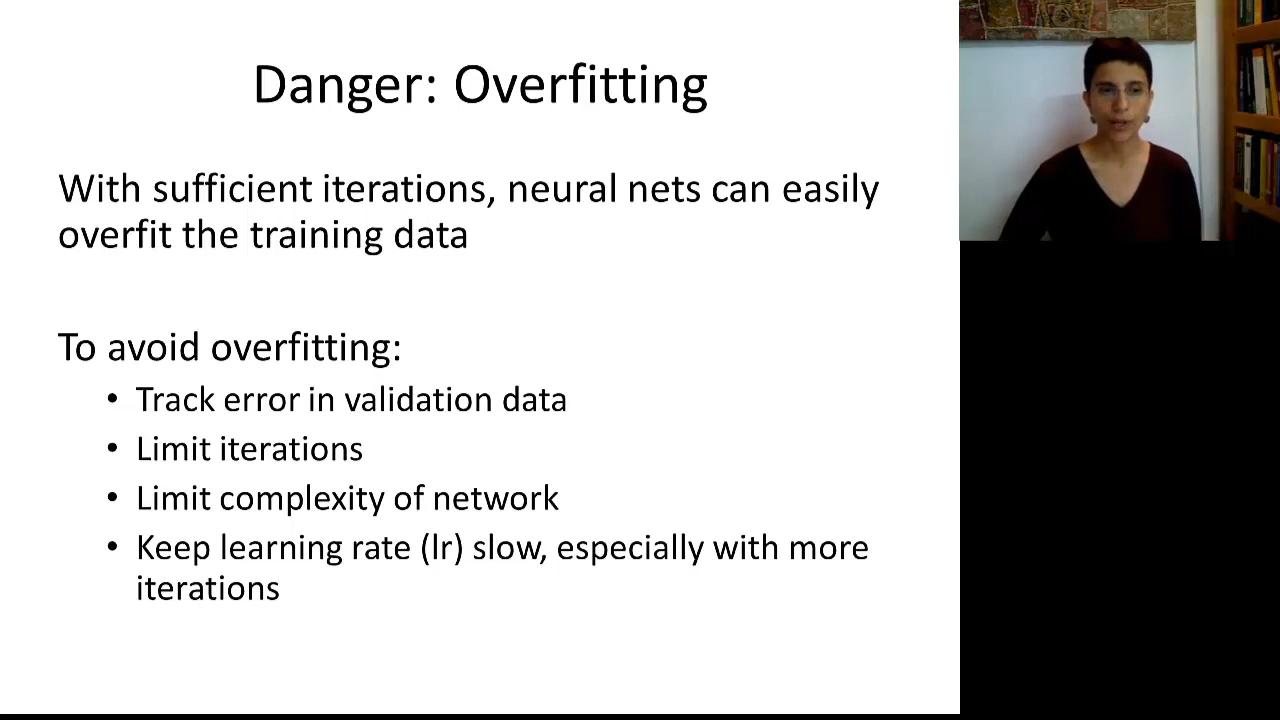 Danger: Overfitting
With sufficient iterations, neural nets can easily
overfit the training data
To avoid overfitting:
• Track error in validation data
• Limit iterations
• Limit complexity of network
• Keep learning rate (lr) slow, especially with more
iterations